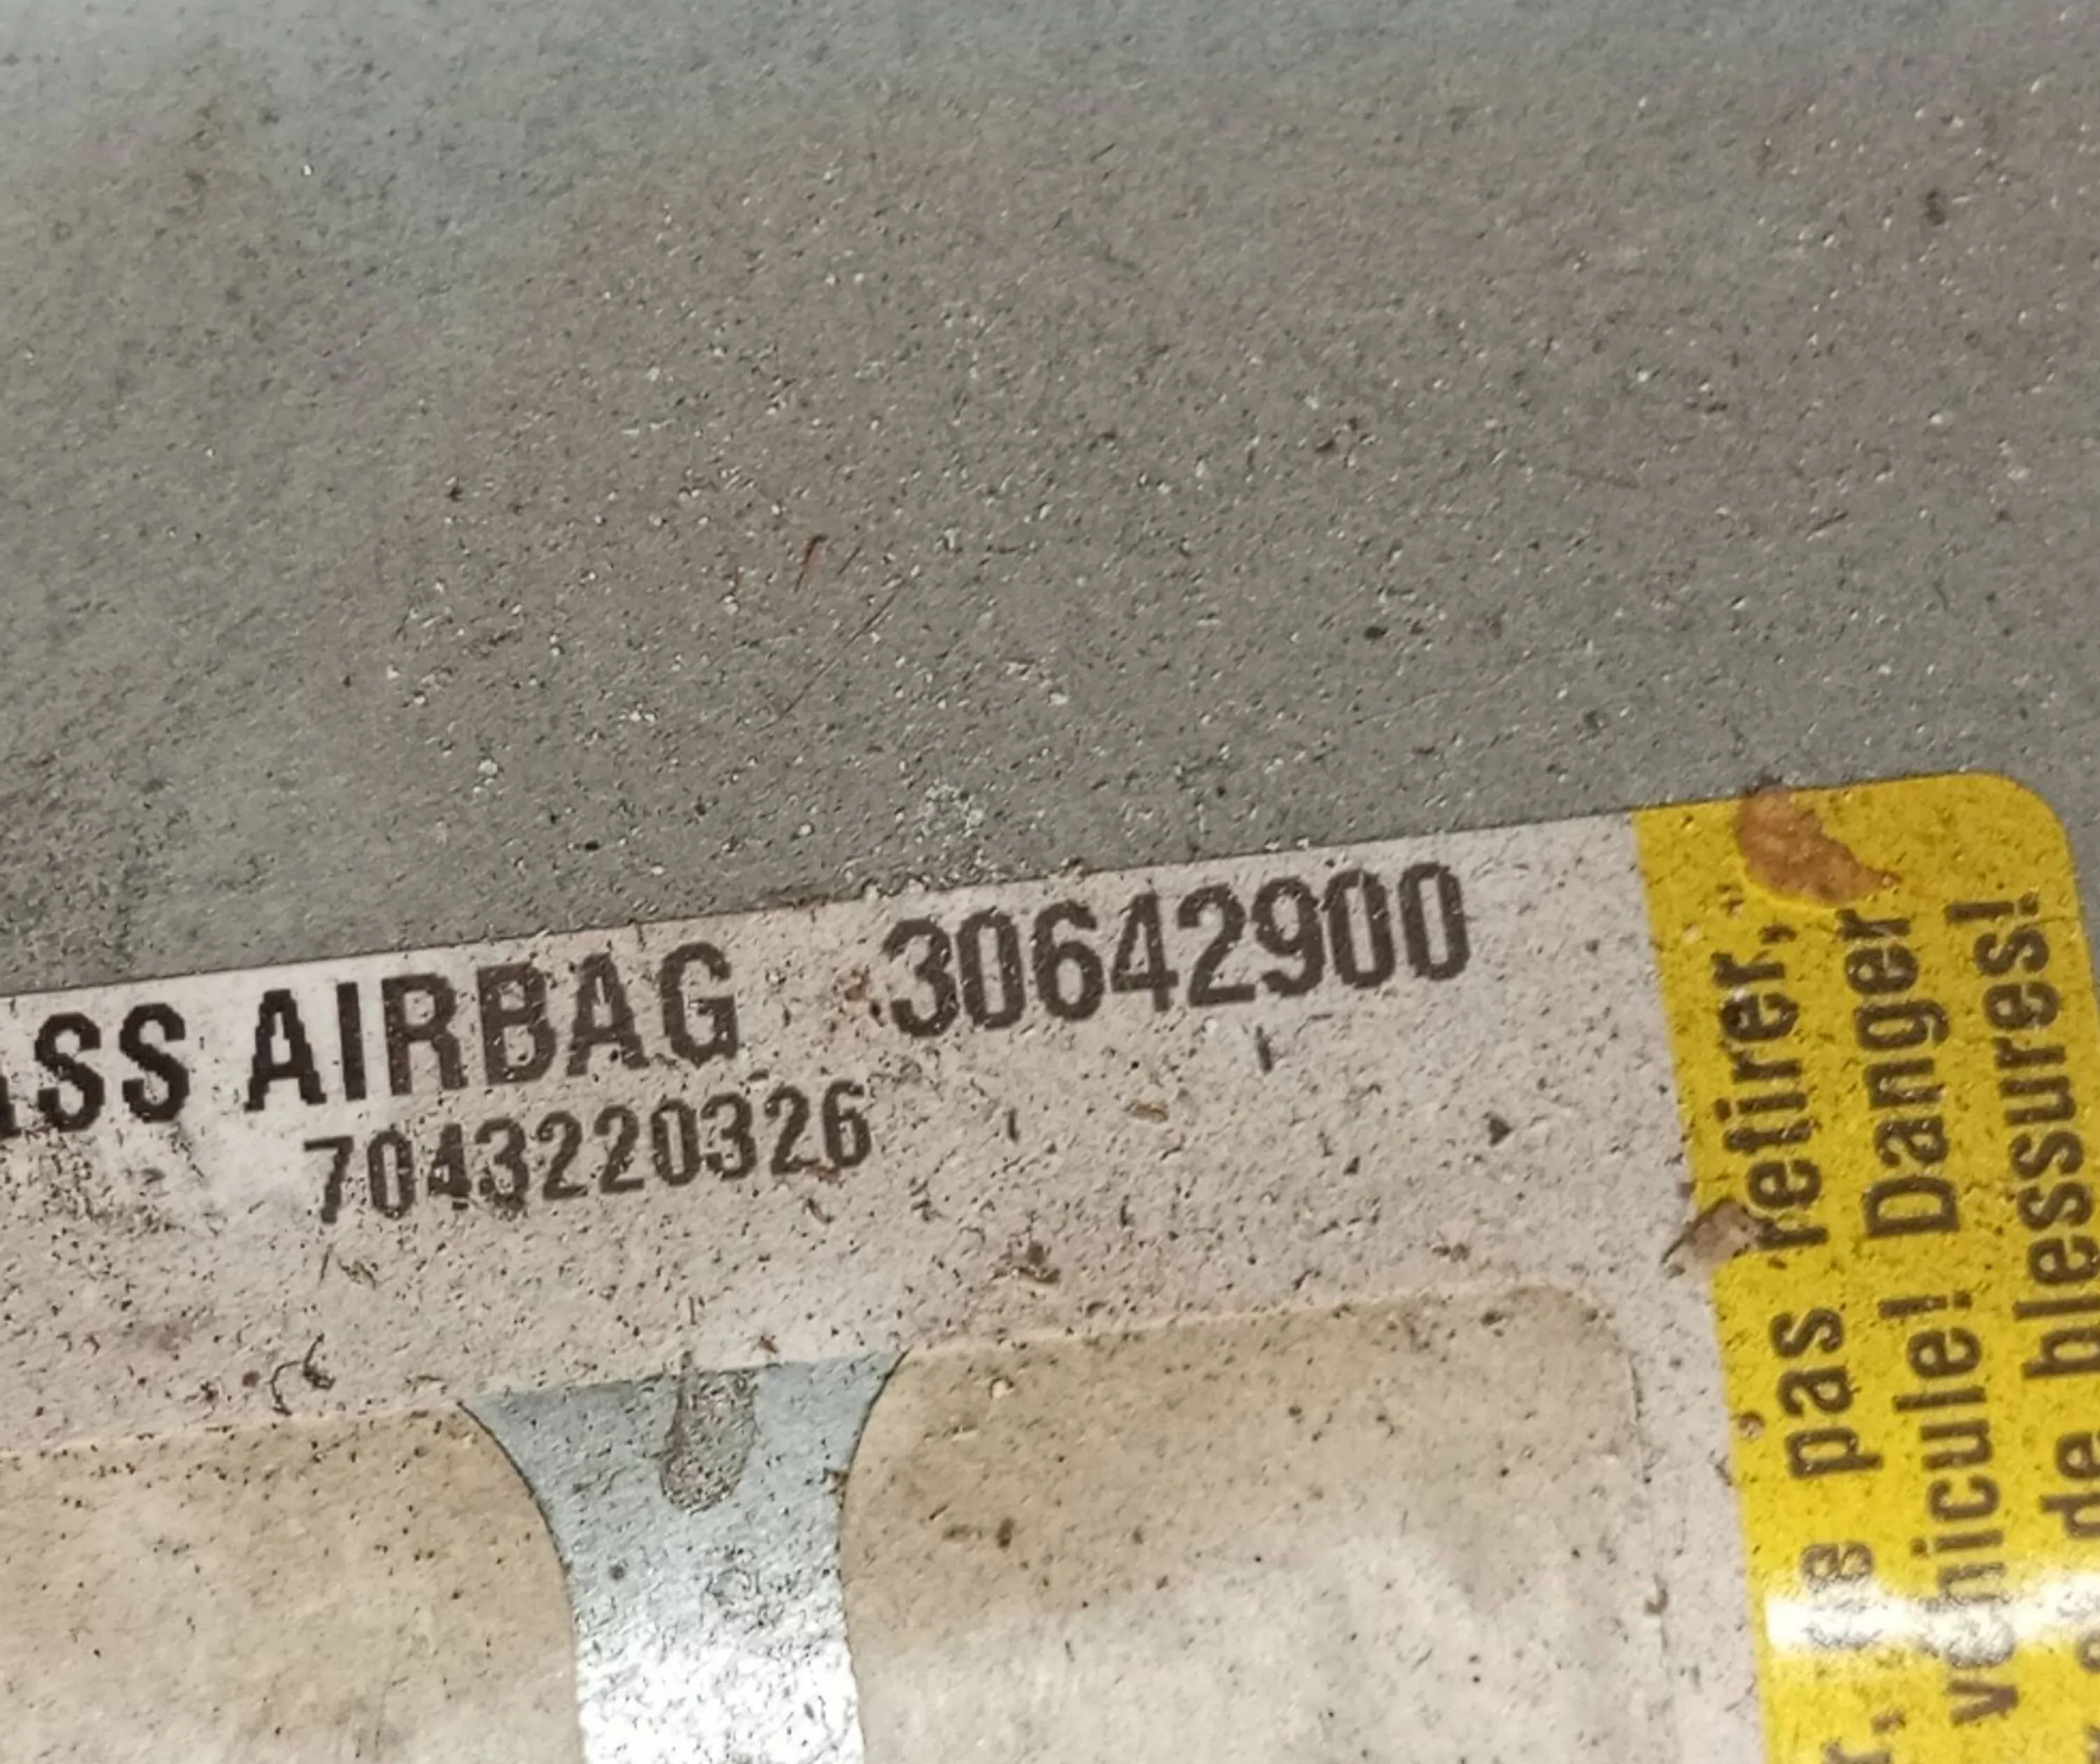 ASS AIRBAG 30642900
7043220326
pas retirer,
véhicule! Danger
de blessures!